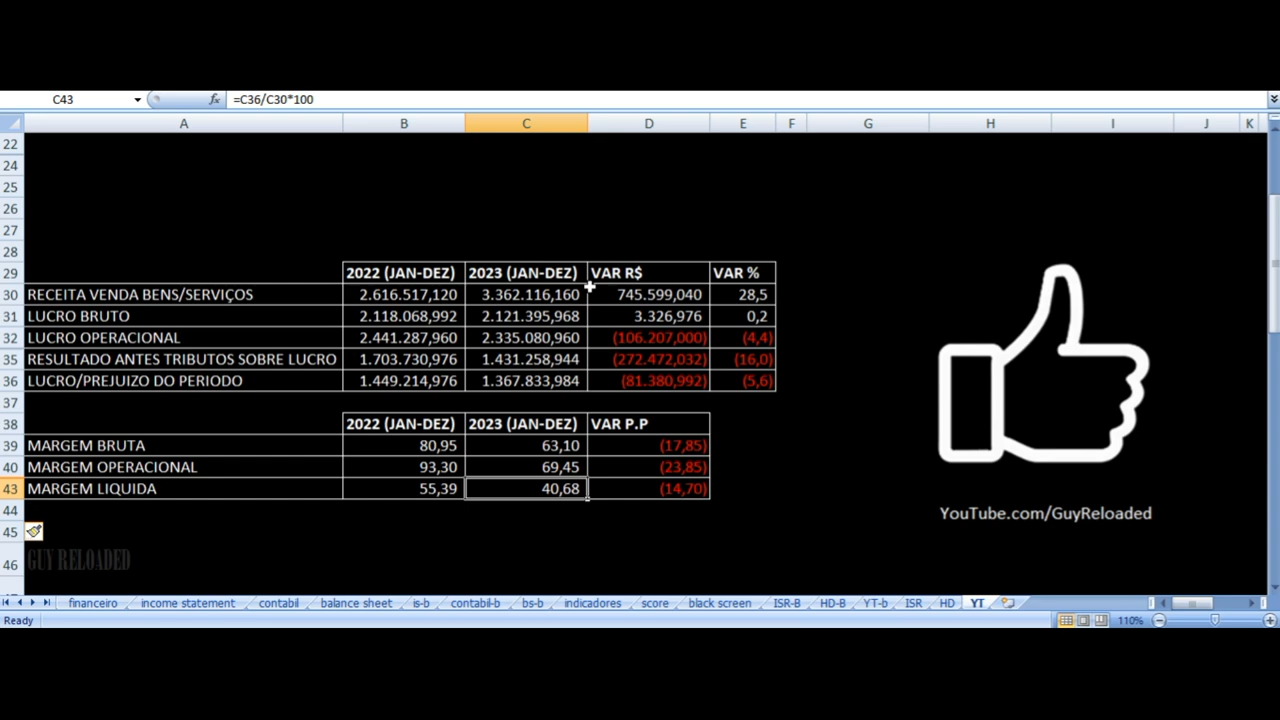 C43 fx =C36/C30*100
A B C D E F G H I J K
22
24
25
26
27
28
29 2022 (JAN-DEZ) 2023 (JAN-DEZ) VAR R$ VAR %
30 RECEITA VENDA BENS/SERVIÇOS 2.616.517,120 3.362.116,160 745.599,040 28,5
31 LUCRO BRUTO 2.118.068,992 2.121.395,968 3.326,976 0,2
32 LUCRO OPERACIONAL 2.441.287,960 2.335.080,960 (106.207,000) (4,4)
35 RESULTADO ANTES TRIBUTOS SOBRE LUCRO 1.703.730,976 1.431.258,944 (272.472,032) (16,0)
36 LUCRO/PREJUIZO DO PERIODO 1.449.214,976 1.367.833,984 (81.380,992) (5,6)
37
38 2022 (JAN-DEZ) 2023 (JAN-DEZ) VAR P.P
39 MARGEM BRUTA 80,95 63,10 (17,85)
40 MARGEM OPERACIONAL 93,30 69,45 (23,85)
43 MARGEM LIQUIDA 55,39 40,68 (14,70)
44
YouTube.com/GuyReloaded
45
46 GUY RELOADED
financeiro income statement contabil balance sheet is-b contabil-b bs-b indicadores score black screen ISR-B HD-B YT-b ISR HD YT
Ready 110%